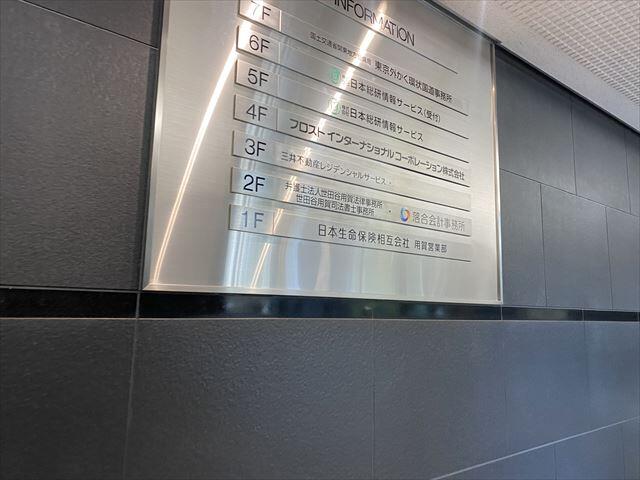 INFORMATION
7F 国土交通省関東地方整備局 東京外かく環状国道事務所
6F 日本総研情報サービス(受付)
5F 日本総研情報サービス
4F フロストインターナショナルコーポレーション株式会社
3F 三井不動産レジデンシャルサービス
2F 弁護士法人世田谷用賀法律事務所
世田谷用賀司法書士事務所 ・ 落合会計事務所
1F 日本生命保険相互会社 用賀営業部